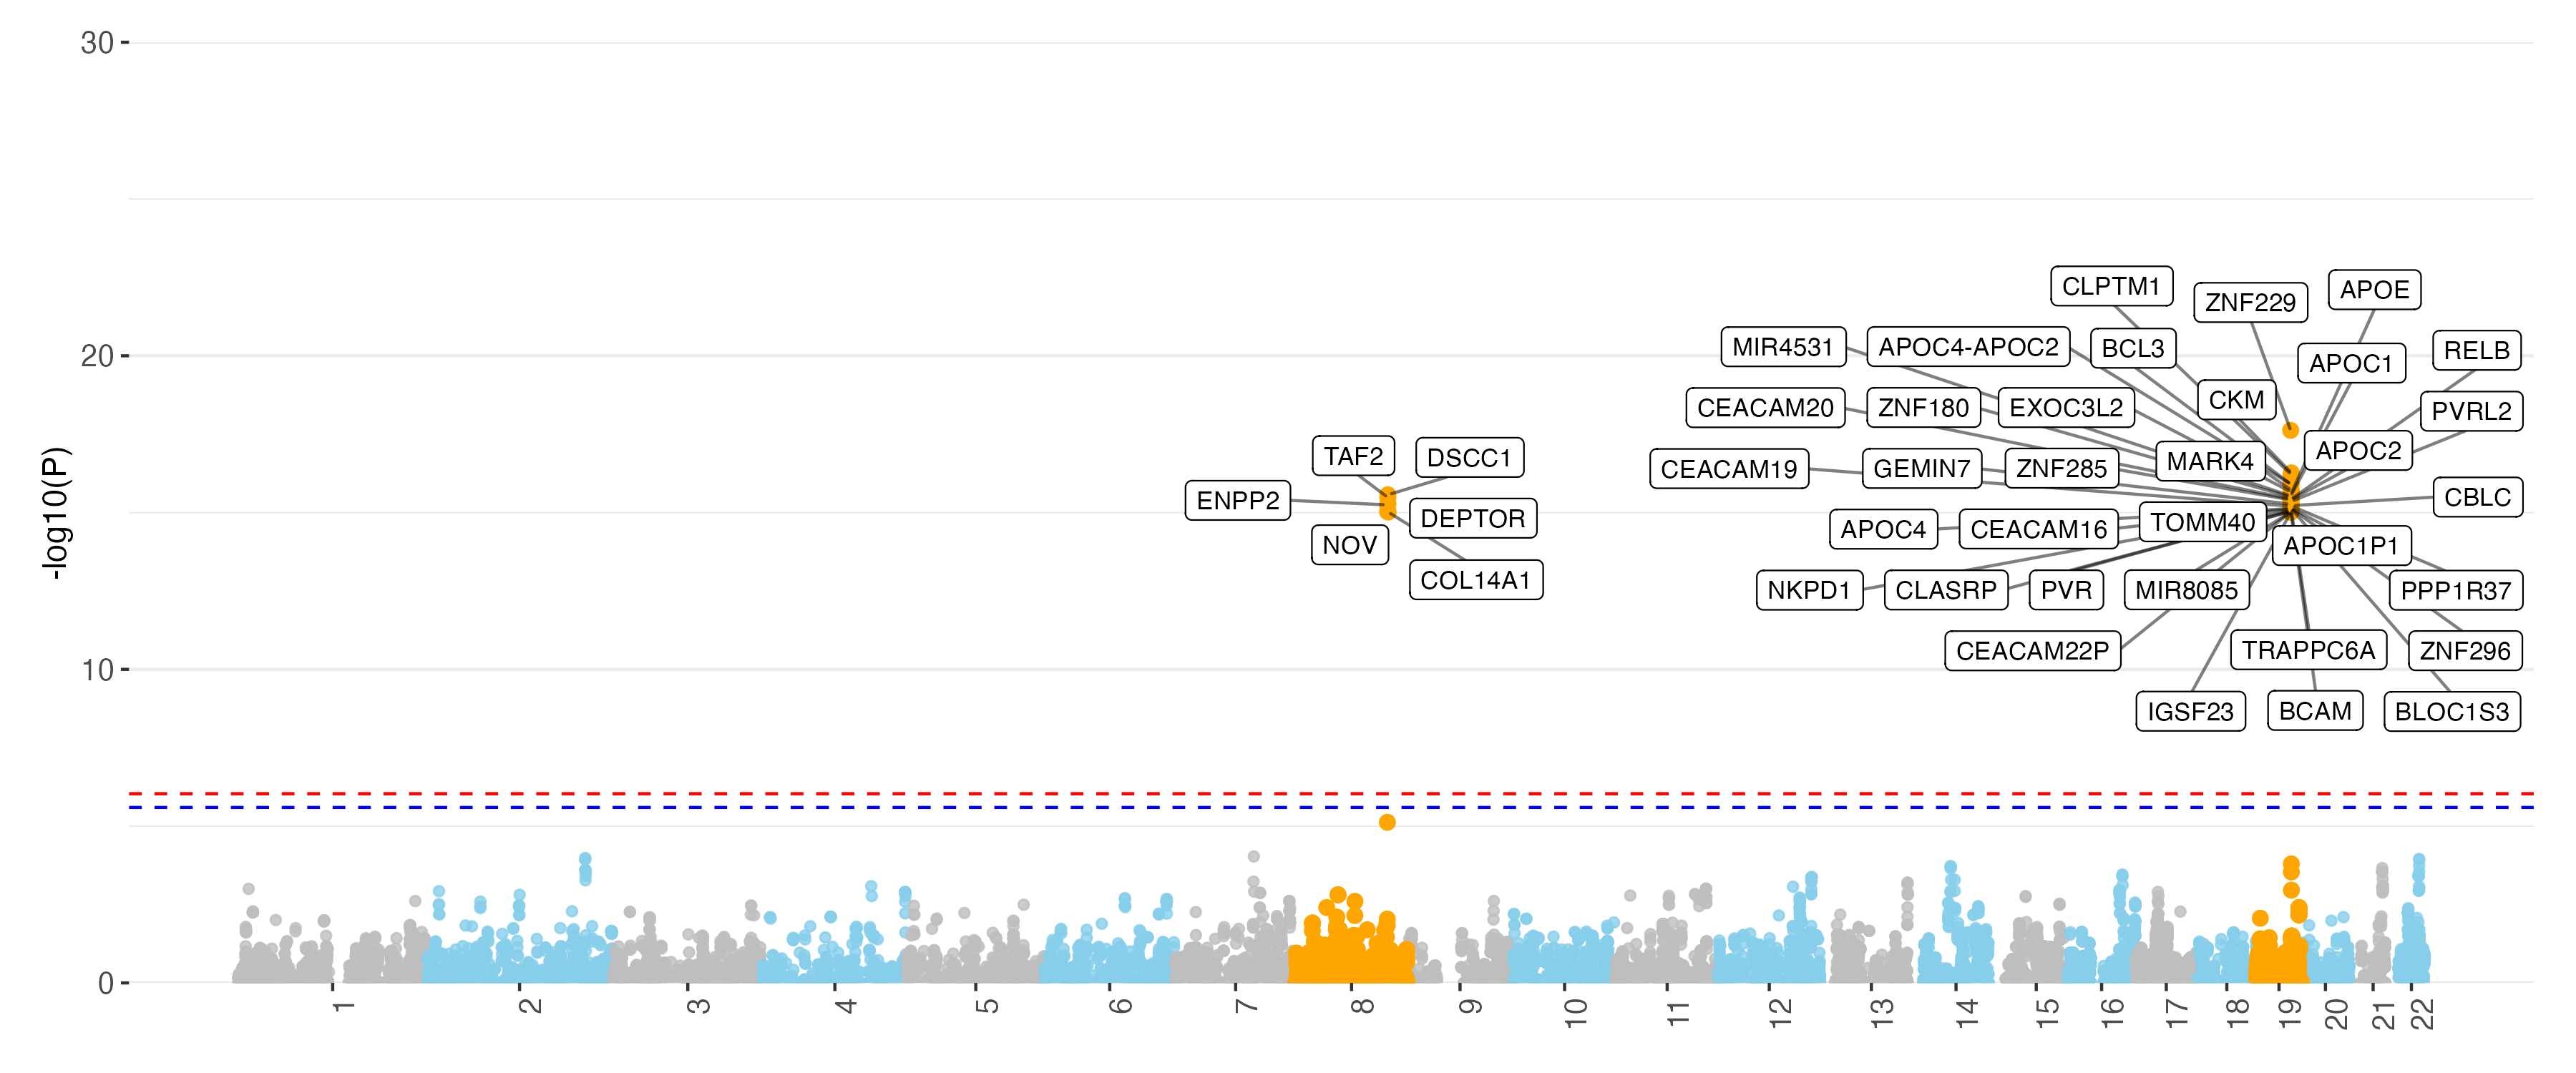 30
20
10
0
-log10(P)
CLPTM1
ZNF229
APOE
MIR4531
APOC4-APOC2
BCL3
APOC1
RELB
CEACAM20
ZNF180
EXOC3L2
CKM
PVRL2
TAF2
DSCC1
CEACAM19
GEMIN7
ZNF285
MARK4
APOC2
ENPP2
DEPTOR
CBLC
NOV
APOC4
CEACAM16
TOMM40
APOC1P1
COL14A1
NKPD1
CLASRP
PVR
MIR8085
PPP1R37
CEACAM22P
TRAPPC6A
ZNF296
IGSF23
BCAM
BLOC1S3
1
2
3
4
5
6
7
8
9
10
11
12
13
14
15
16
17
18
19
20
21
22